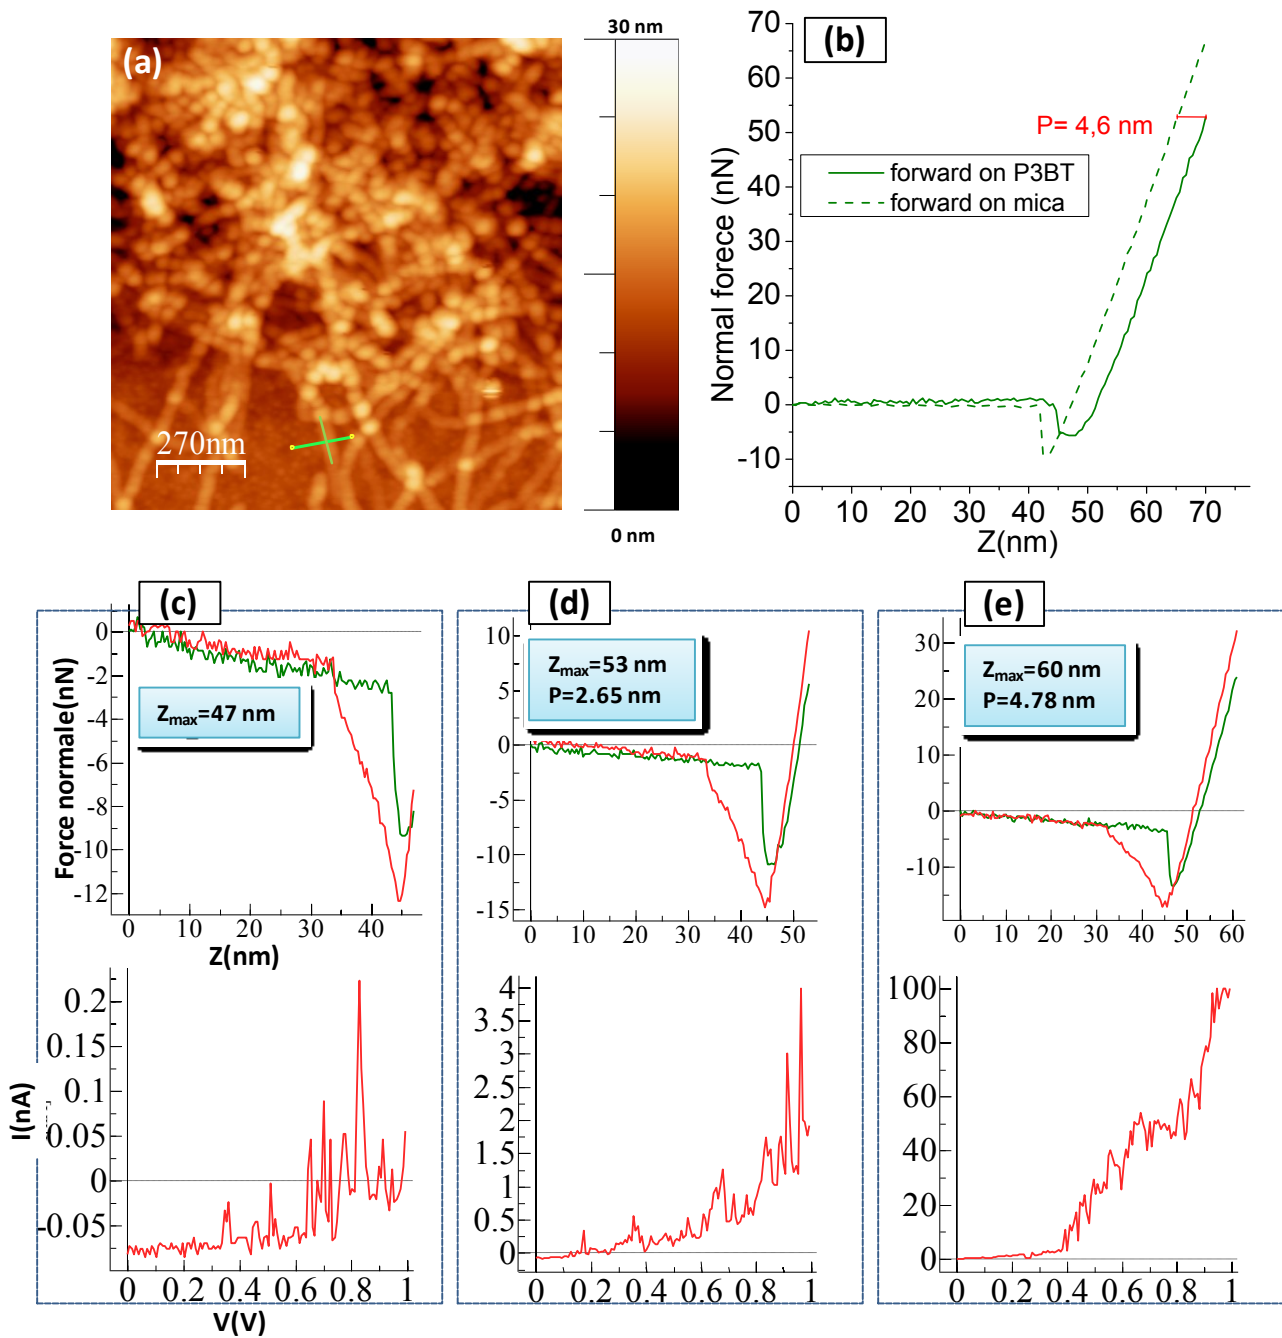 (a)
30 nm
0 nm
270nm
(b)
70
60
50
40
30
20
10
0
-10
Normal forece (nN)
P= 4,6 nm
forward on P3BT
forward on mica
0 10 20 30 40 50 60 70
Z(nm)
(c)
0
-2
-4
-6
-8
-10
-12
Force normale(nN)
Zmax=47 nm
0 10 20 30 40
Z(nm)
(d)
10
5
0
-5
-10
-15
Zmax=53 nm
P=2.65 nm
0 10 20 30 40 50
(e)
30
20
10
0
-10
Zmax=60 nm
P=4.78 nm
0 10 20 30 40 50 60
0.2
0.15
0.1
0.05
0
-0.05
I(nA)
0 0.2 0.4 0.6 0.8 1
V(V)
4
3.5
3
2.5
2
1.5
1
0.5
0
0 0.2 0.4 0.6 0.8 1
100
80
60
40
20
0
0 0.2 0.4 0.6 0.8 1